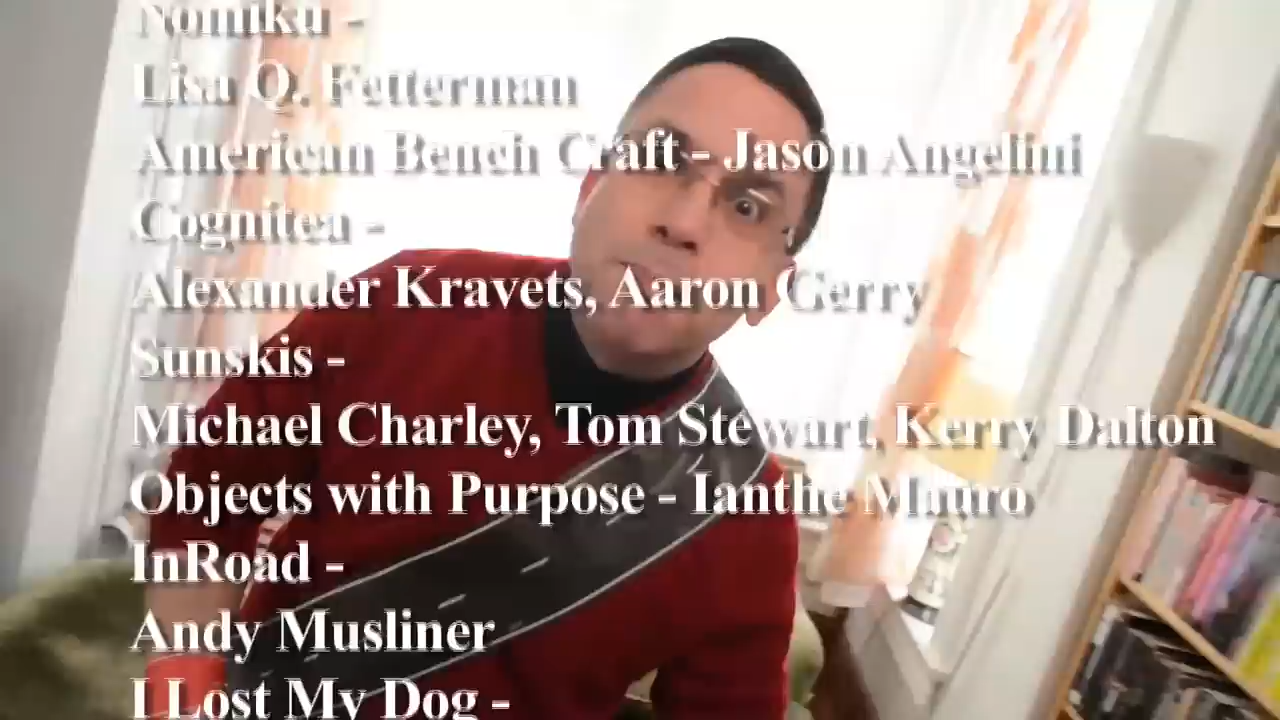 Nomiku -
Lisa Q. Fetterman
American Bench Craft - Jason Angelini
Cognitea -
Alexander Kravets, Aaron Gerry
Sunskis -
Michael Charley, Tom Stewart, Kerry Dalton
Objects with Purpose - Ianthe Mauro
InRoad -
Andy Musliner
I Lost My Dog -